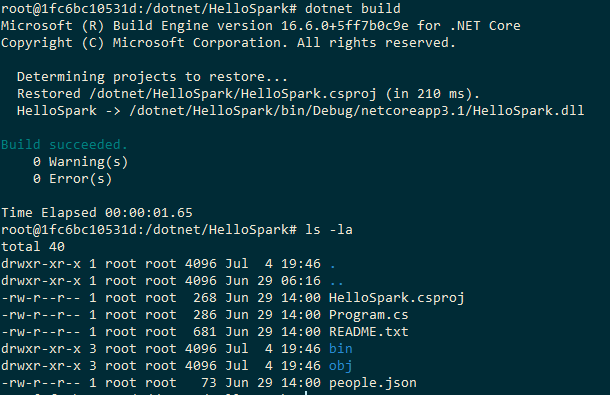 root@1fc6bc10531d:/dotnet/HelloSpark# dotnet build
Microsoft (R) Build Engine version 16.6.0+5ff7b0c9e for .NET Core
Copyright (C) Microsoft Corporation. All rights reserved.
Determining projects to restore...
Restored /dotnet/HelloSpark/HelloSpark.csproj (in 210 ms).
HelloSpark -> /dotnet/HelloSpark/bin/Debug/netcoreapp3.1/HelloSpark.dll
Build succeeded.
0 Warning(s)
0 Error(s)
Time Elapsed 00:00:01.65
root@1fc6bc10531d:/dotnet/HelloSpark# ls -la
total 40
drwxr-xr-x 1 root root 4096 Jul  4 19:46 .
drwxr-xr-x 1 root root 4096 Jun 29 06:16 ..
-rw-r--r-- 1 root root  268 Jun 29 14:00 HelloSpark.csproj
-rw-r--r-- 1 root root  286 Jun 29 14:00 Program.cs
-rw-r--r-- 1 root root  681 Jun 29 14:00 README.txt
drwxr-xr-x 3 root root 4096 Jul  4 19:46 bin
drwxr-xr-x 3 root root 4096 Jul  4 19:46 obj
-rw-r--r-- 1 root root   73 Jun 29 14:00 people.json